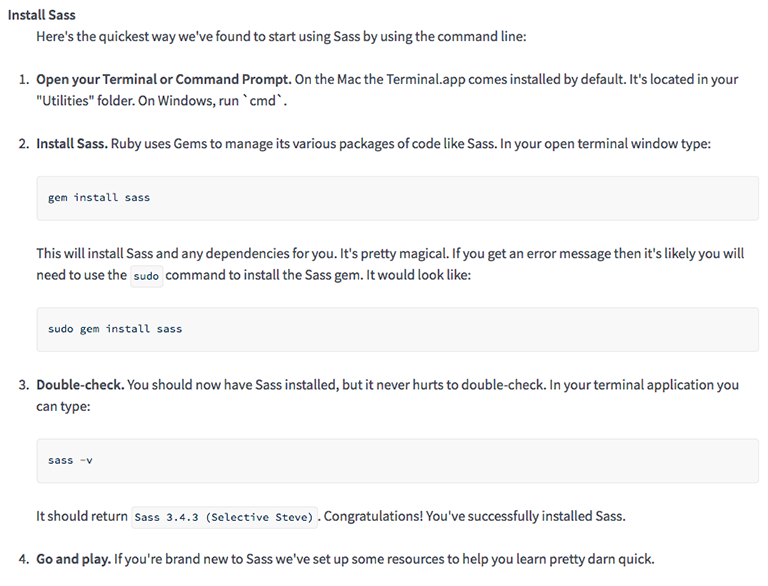 Install Sass
Here's the quickest way we've found to start using Sass by using the command line:
1. Open your Terminal or Command Prompt. On the Mac the Terminal.app comes installed by default. It's located in your
"Utilities" folder. On Windows, run `cmd`.
2. Install Sass. Ruby uses Gems to manage its various packages of code like Sass. In your open terminal window type:
gem install sass
This will install Sass and any dependencies for you. It's pretty magical. If you get an error message then it's likely you will
need to use the sudo command to install the Sass gem. It would look like:
sudo gem install sass
3. Double-check. You should now have Sass installed, but it never hurts to double-check. In your terminal application you
can type:
sass -v
It should return Sass 3.4.3 (Selective Steve). Congratulations! You've successfully installed Sass.
4. Go and play. If you're brand new to Sass we've set up some resources to help you learn pretty darn quick.